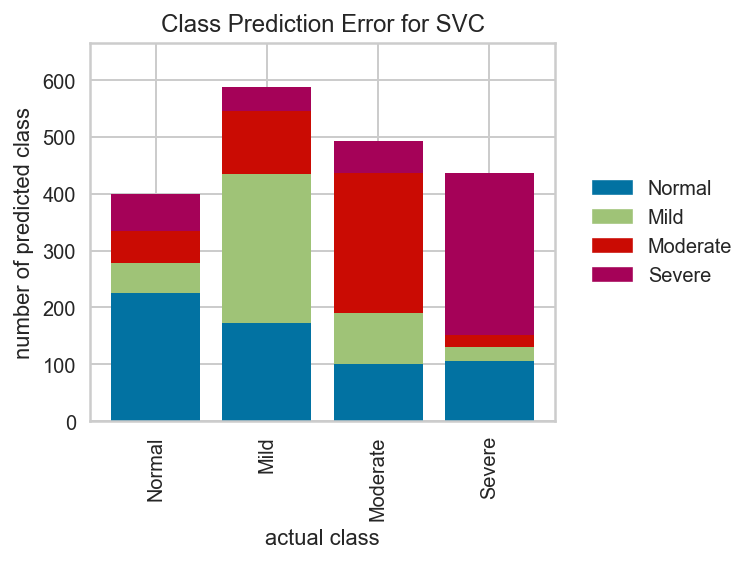 Class Prediction Error for SVC
number of predicted class
600
500
400
300
200
100
0
Normal
Mild
Moderate
Severe
actual class
Normal
Mild
Moderate
Severe